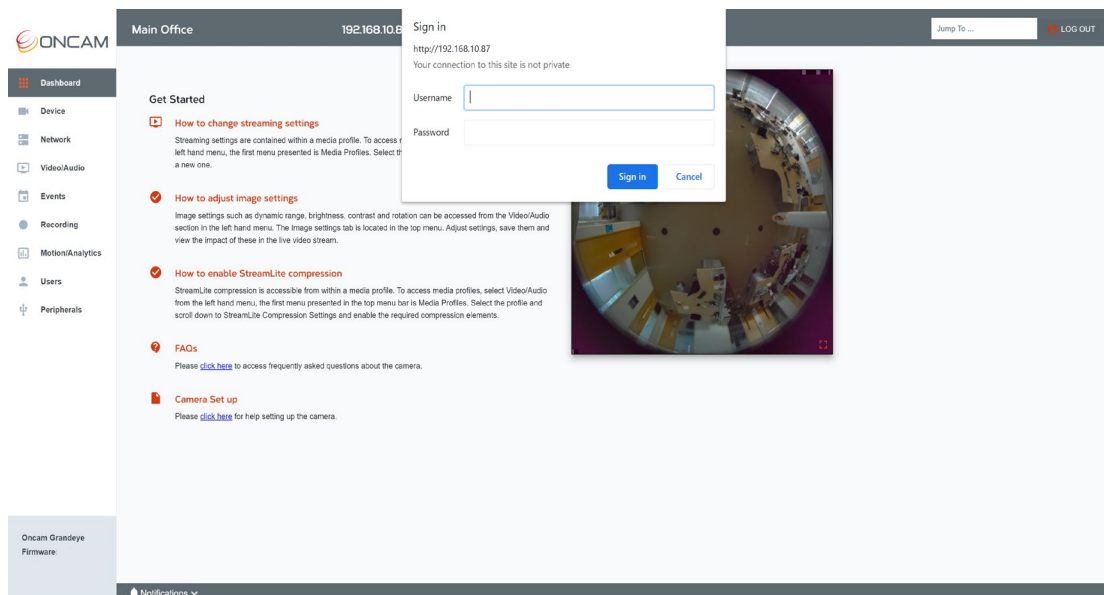 ONCAM
Dashboard
Device
Network
Video/Audio
Events
Recording
Motion/Analytics
Users
Peripherals
Oncam Grandeye
Firmware:
Main Office
192.168.10.8
Jump To ...
LOG OUT
Sign in
http://192.168.10.87
Your connection to this site is not private
Username
Password
Sign in
Cancel
Get Started
How to change streaming settings
Streaming settings are contained within a media profile. To access
left hand menu, the first menu presented is Media Profiles. Select
a new one.
How to adjust image settings
Image settings such as dynamic range, brightness, contrast and rotation can be accessed from the Video/Audio
section in the left hand menu. The Image settings tab is located in the top menu. Adjust settings, save them and
view the impact of these in the live video stream.
How to enable StreamLite compression
StreamLite compression is accessible from within a media profile. To access media profiles, select Video/Audio
from the left hand menu, the first menu presented in the top menu bar is Media Profiles. Select the profile and
scroll down to StreamLite Compression Settings and enable the required compression elements.
FAQs
Please click here to access frequently asked questions about the camera.
Camera Set up
Please click here for help setting up the camera.
Notifications